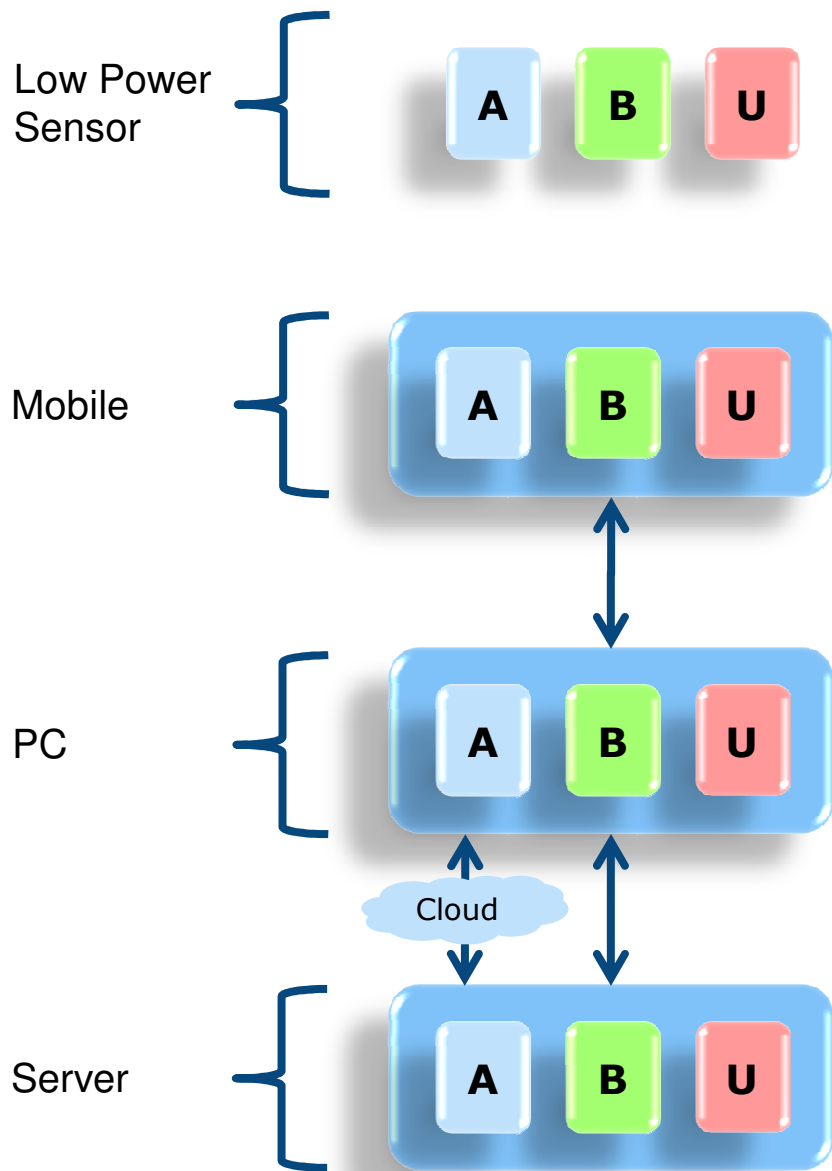 Low Power
Sensor
A B U
Mobile
A B U
PC
A B U
Cloud
Server
A B U